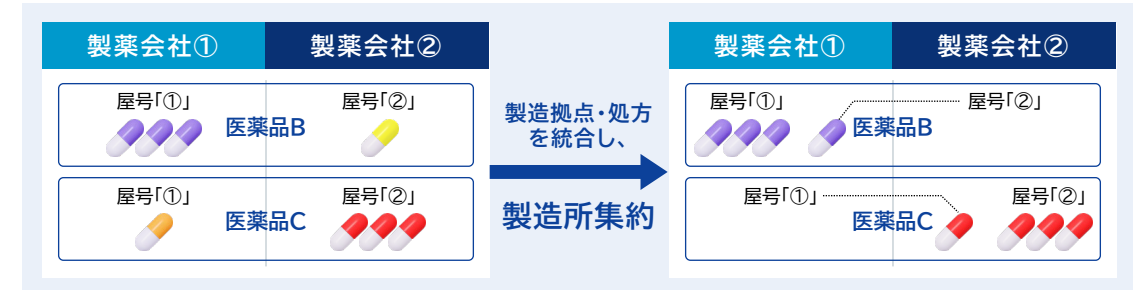 製薬会社① 製薬会社②
屋号「①」 屋号「②」
医薬品B
屋号「①」 屋号「②」
医薬品C
製造拠点・処方
を統合し、
製造所集約
製薬会社① 製薬会社②
屋号「①」 屋号「②」
医薬品B
屋号「①」 屋号「②」
医薬品C